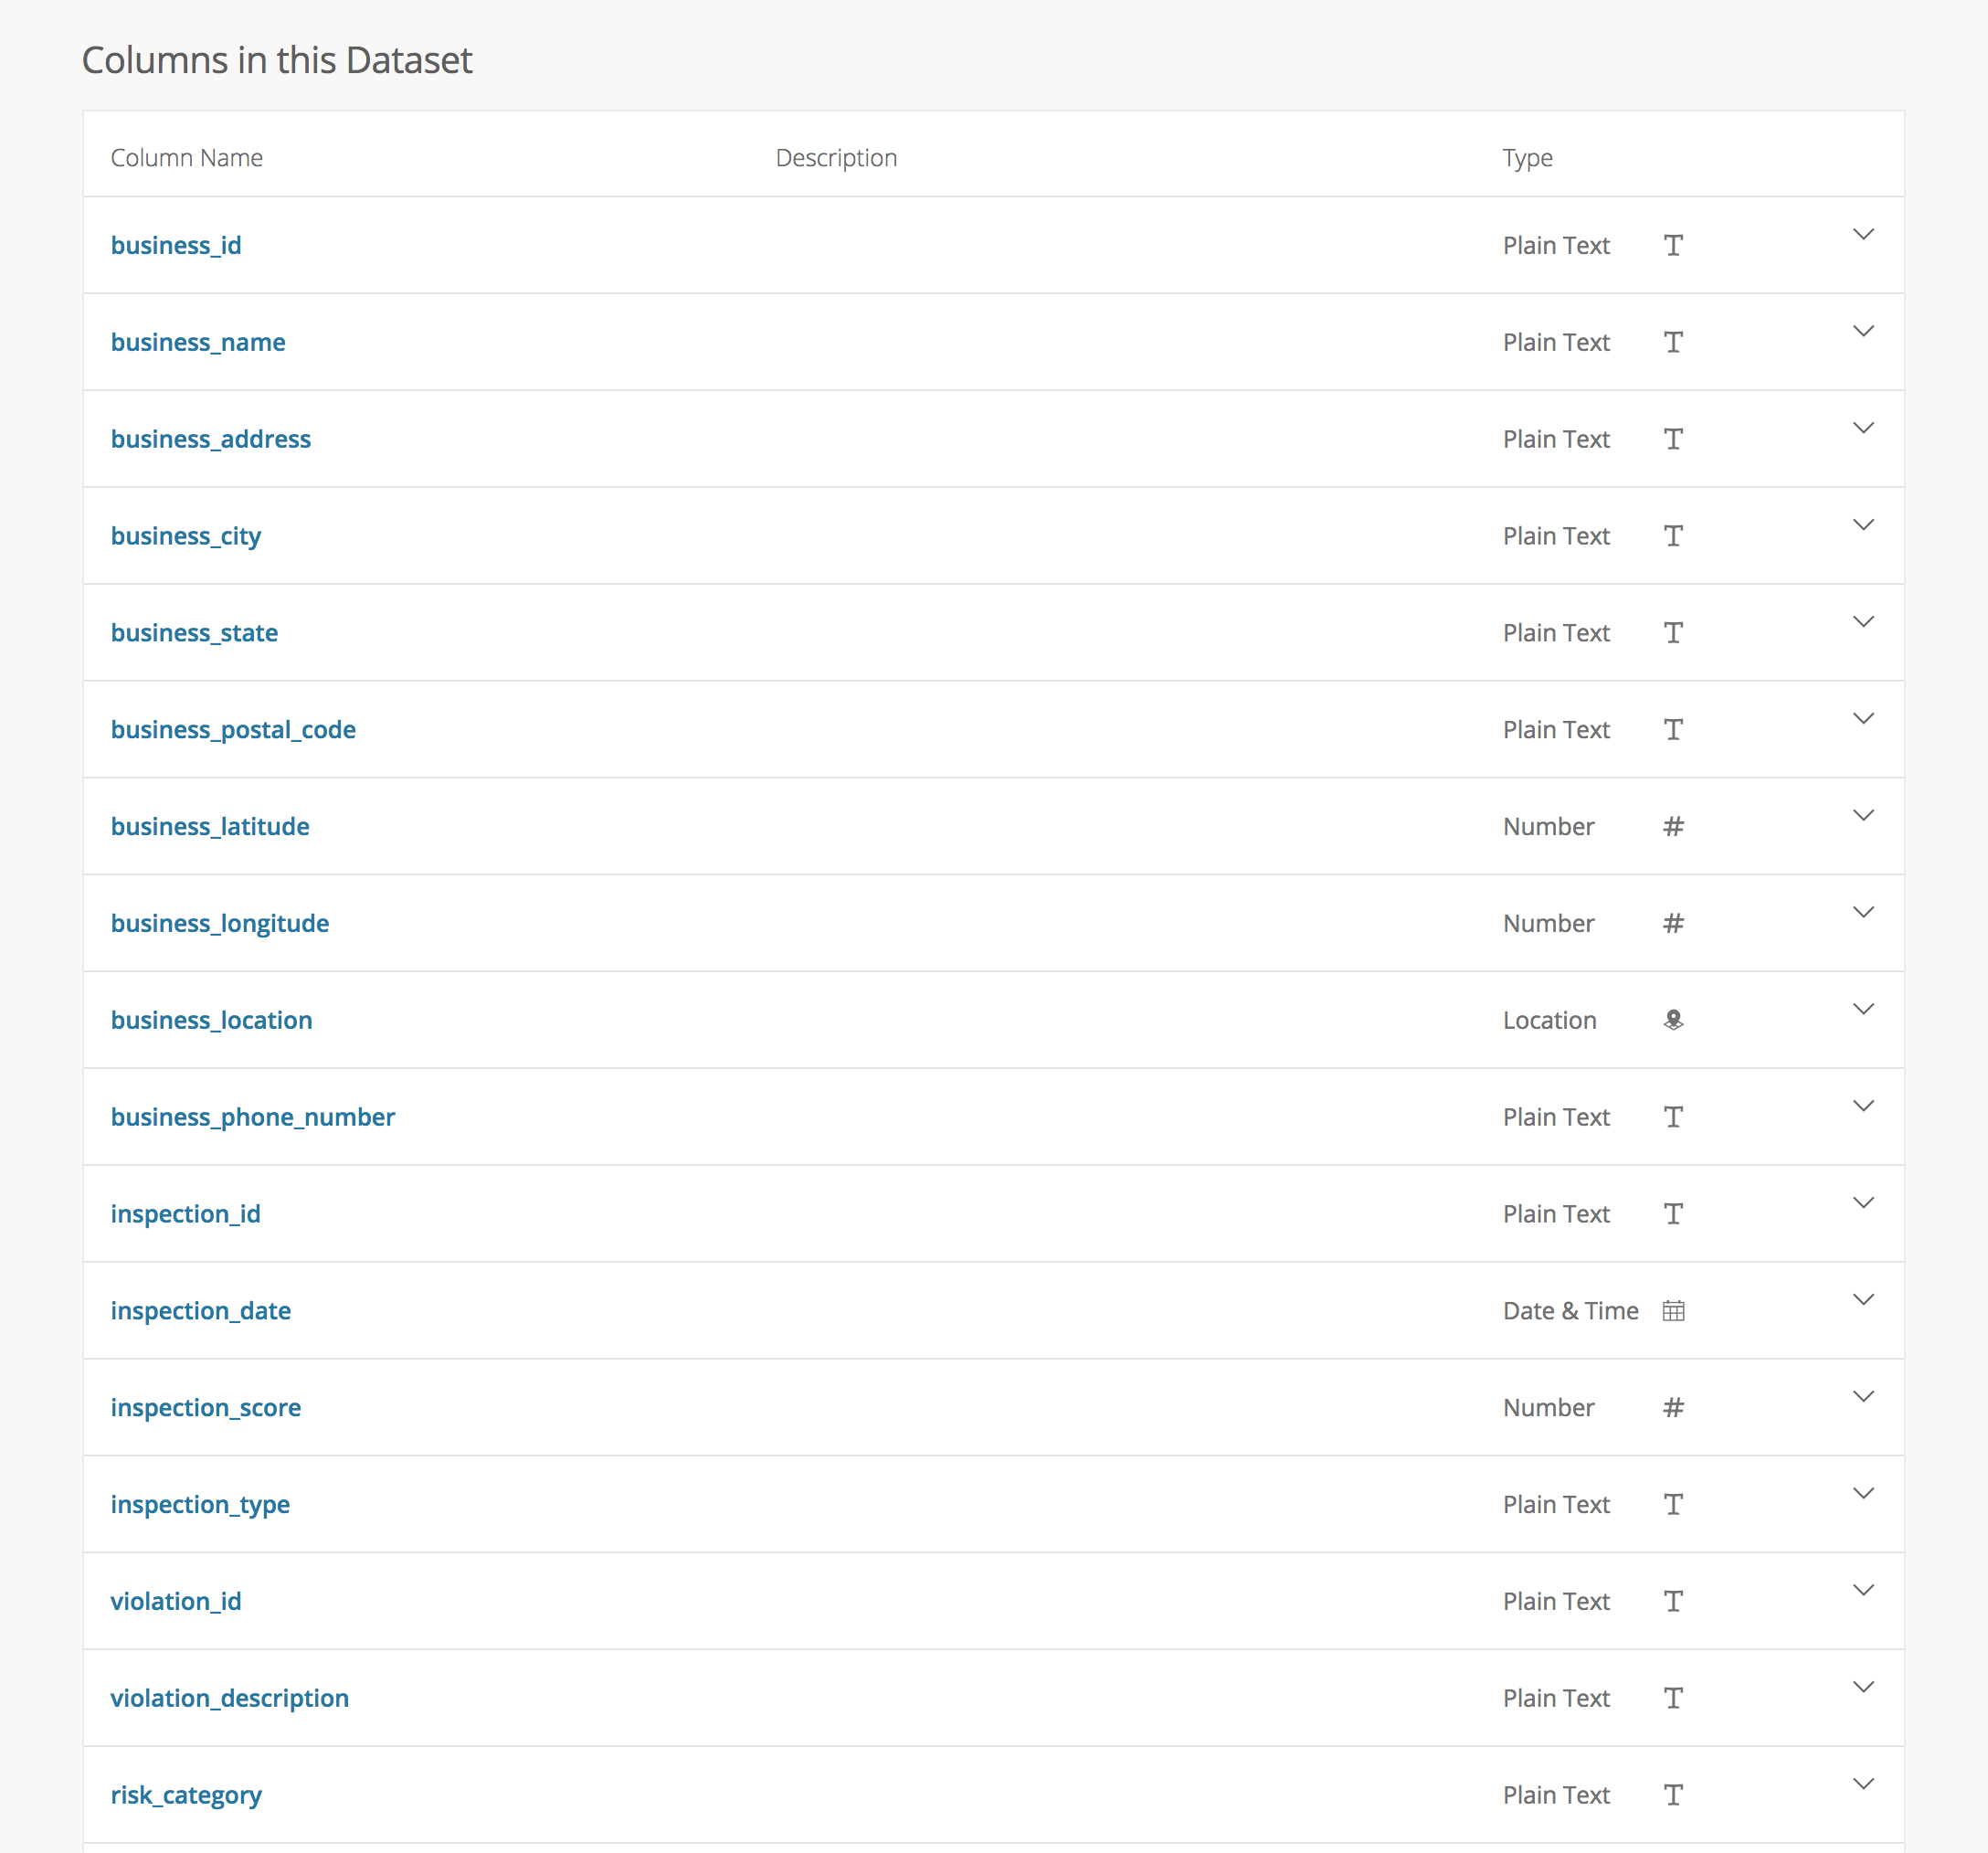 Columns in this Dataset
Column Name Description Type
business_id Plain Text
business_name Plain Text
business_address Plain Text
business_city Plain Text
business_state Plain Text
business_postal_code Plain Text
business_latitude Number #
business_longitude Number #
business_location Location
business_phone_number Plain Text
inspection_id Plain Text
inspection_date Date & Time
inspection_score Number #
inspection_type Plain Text
violation_id Plain Text
violation_description Plain Text
risk_category Plain Text